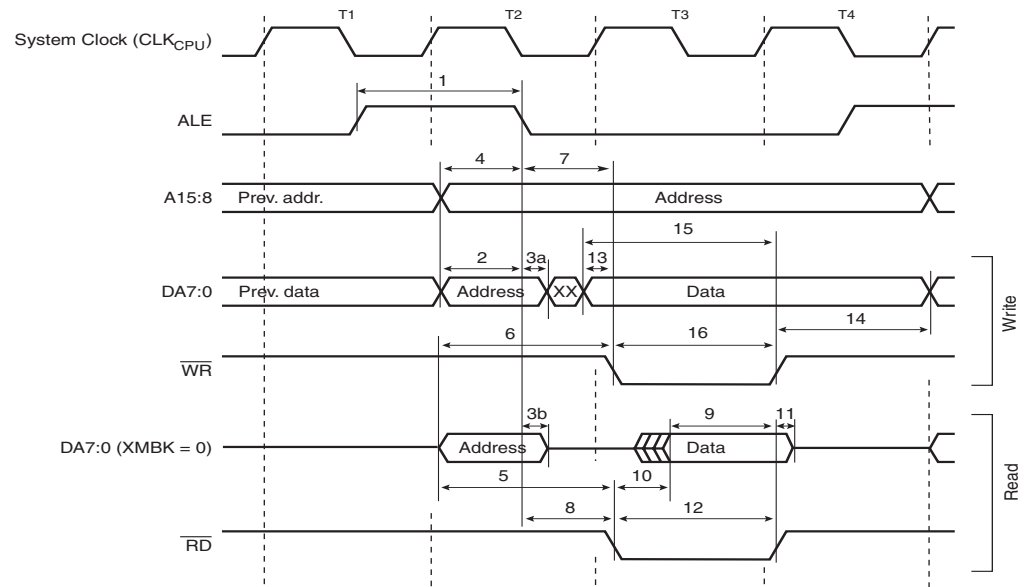 T1 T2 T3 T4
System Clock (CLKCPU)
1
ALE
4 7
A15:8 Prev. addr. Address
15
2 3a 13
DA7:0 Prev. data Address XX Data
14
6 16
WR
Write
3b 9 11
DA7:0 (XMBK = 0) Address Data
5 10
8 12
RD
Read